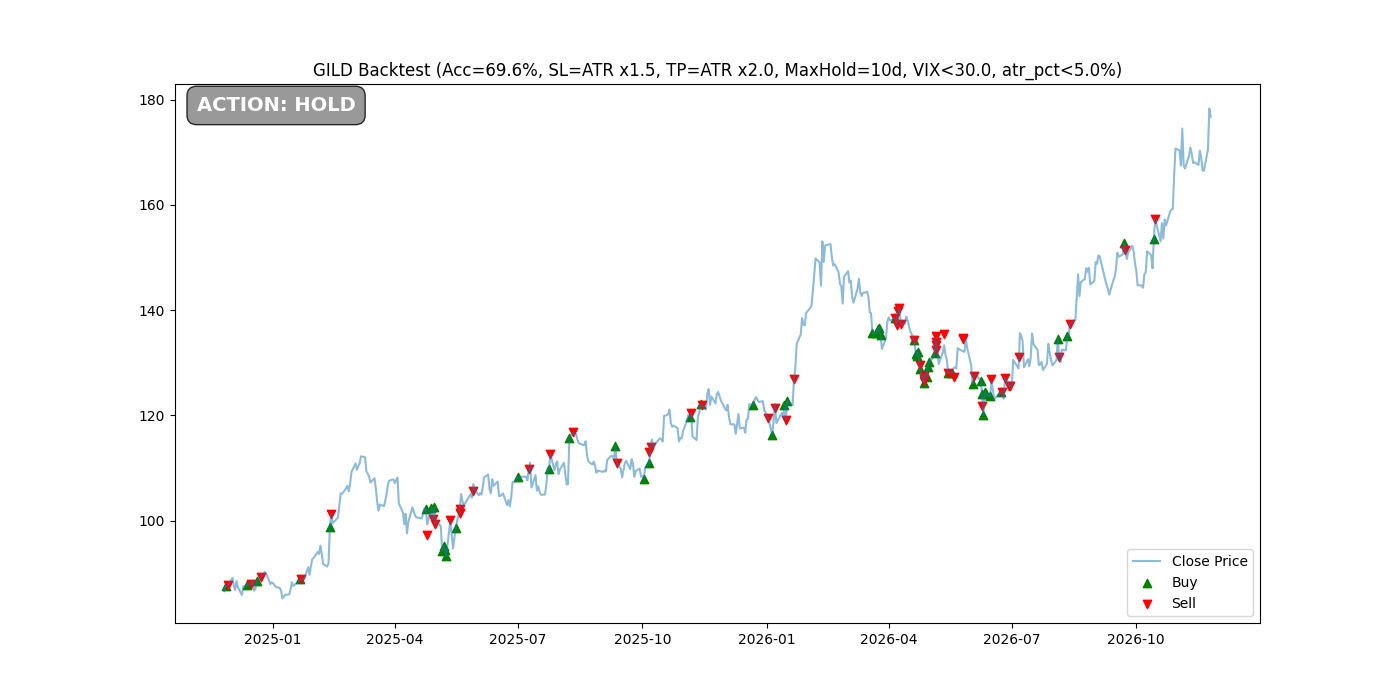 GILD Backtest (Acc=69.6%, SL=ATR x1.5, TP=ATR x2.0, MaxHold=10d, VIX<30.0, atr_pct<5.0%)
ACTION: HOLD
180
160
140
120
100
2025-01
2025-04
2025-07
2025-10
2026-01
2026-04
2026-07
2026-10
Close Price
Buy
Sell